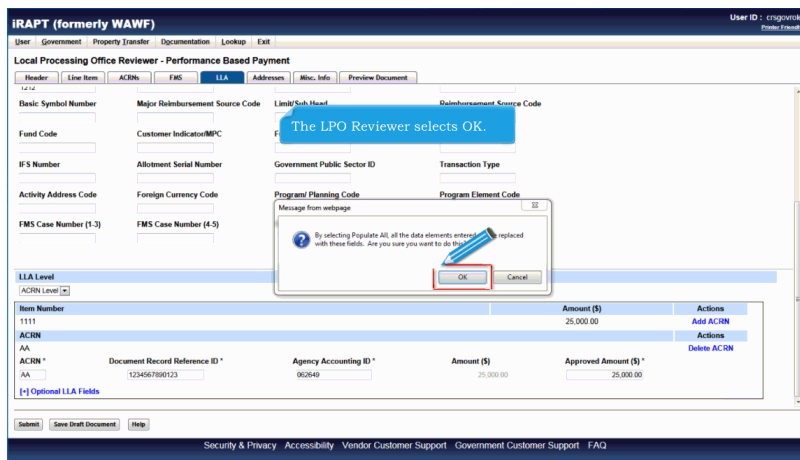 iRAPT (formerly WAWF)
User ID : crsgovrok
Printer Friendl
User Government Property Transfer Documentation Lookup Exit
Local Processing Office Reviewer - Performance Based Payment
Header Line Item ACRNs FMS LLA Addresses Misc. Info Preview Document
1212
Basic Symbol Number Major Reimbursement Source Code Limit/Sub Head Reimbursement Source Code
The LPO Reviewer selects OK.
Fund Code Customer Indicator/MPC
IFS Number Allotment Serial Number Government Public Sector ID Transaction Type
Activity Address Code Foreign Currency Code Program/ Planning Code Program Element Code
Message from webpage
FMS Case Number (1-3) FMS Case Number (4-5)
By selecting Populate All, all the data elements entered replaced
with these fields. Are you sure you want to do this
OK Cancel
LLA Level
ACRN Level
Item Number Amount ($) Actions
1111 25,000.00 Add ACRN
ACRN Actions
AA Delete ACRN
ACRN * Document Record Reference ID * Agency Accounting ID * Amount ($) Approved Amount ($) *
AA 1234567890123 062649 25,000.00 25,000.00
[+] Optional LLA Fields
Submit Save Draft Document Help
Security & Privacy Accessibility Vendor Customer Support Government Customer Support FAQ